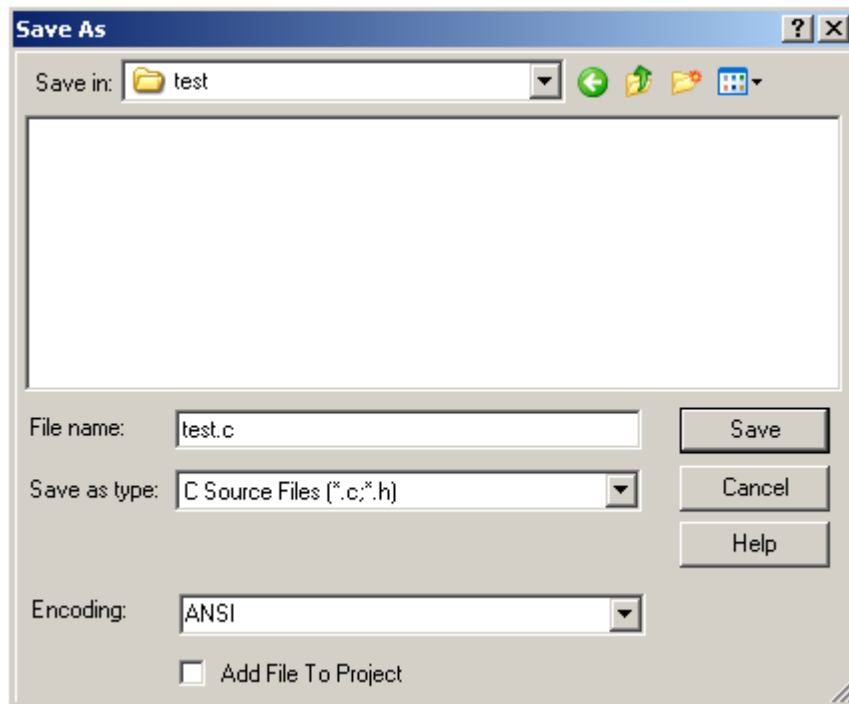 Save As
Save in: test
File name: test.c Save
Save as type: C Source Files (*.c;*.h) Cancel
Help
Encoding: ANSI
Add File To Project